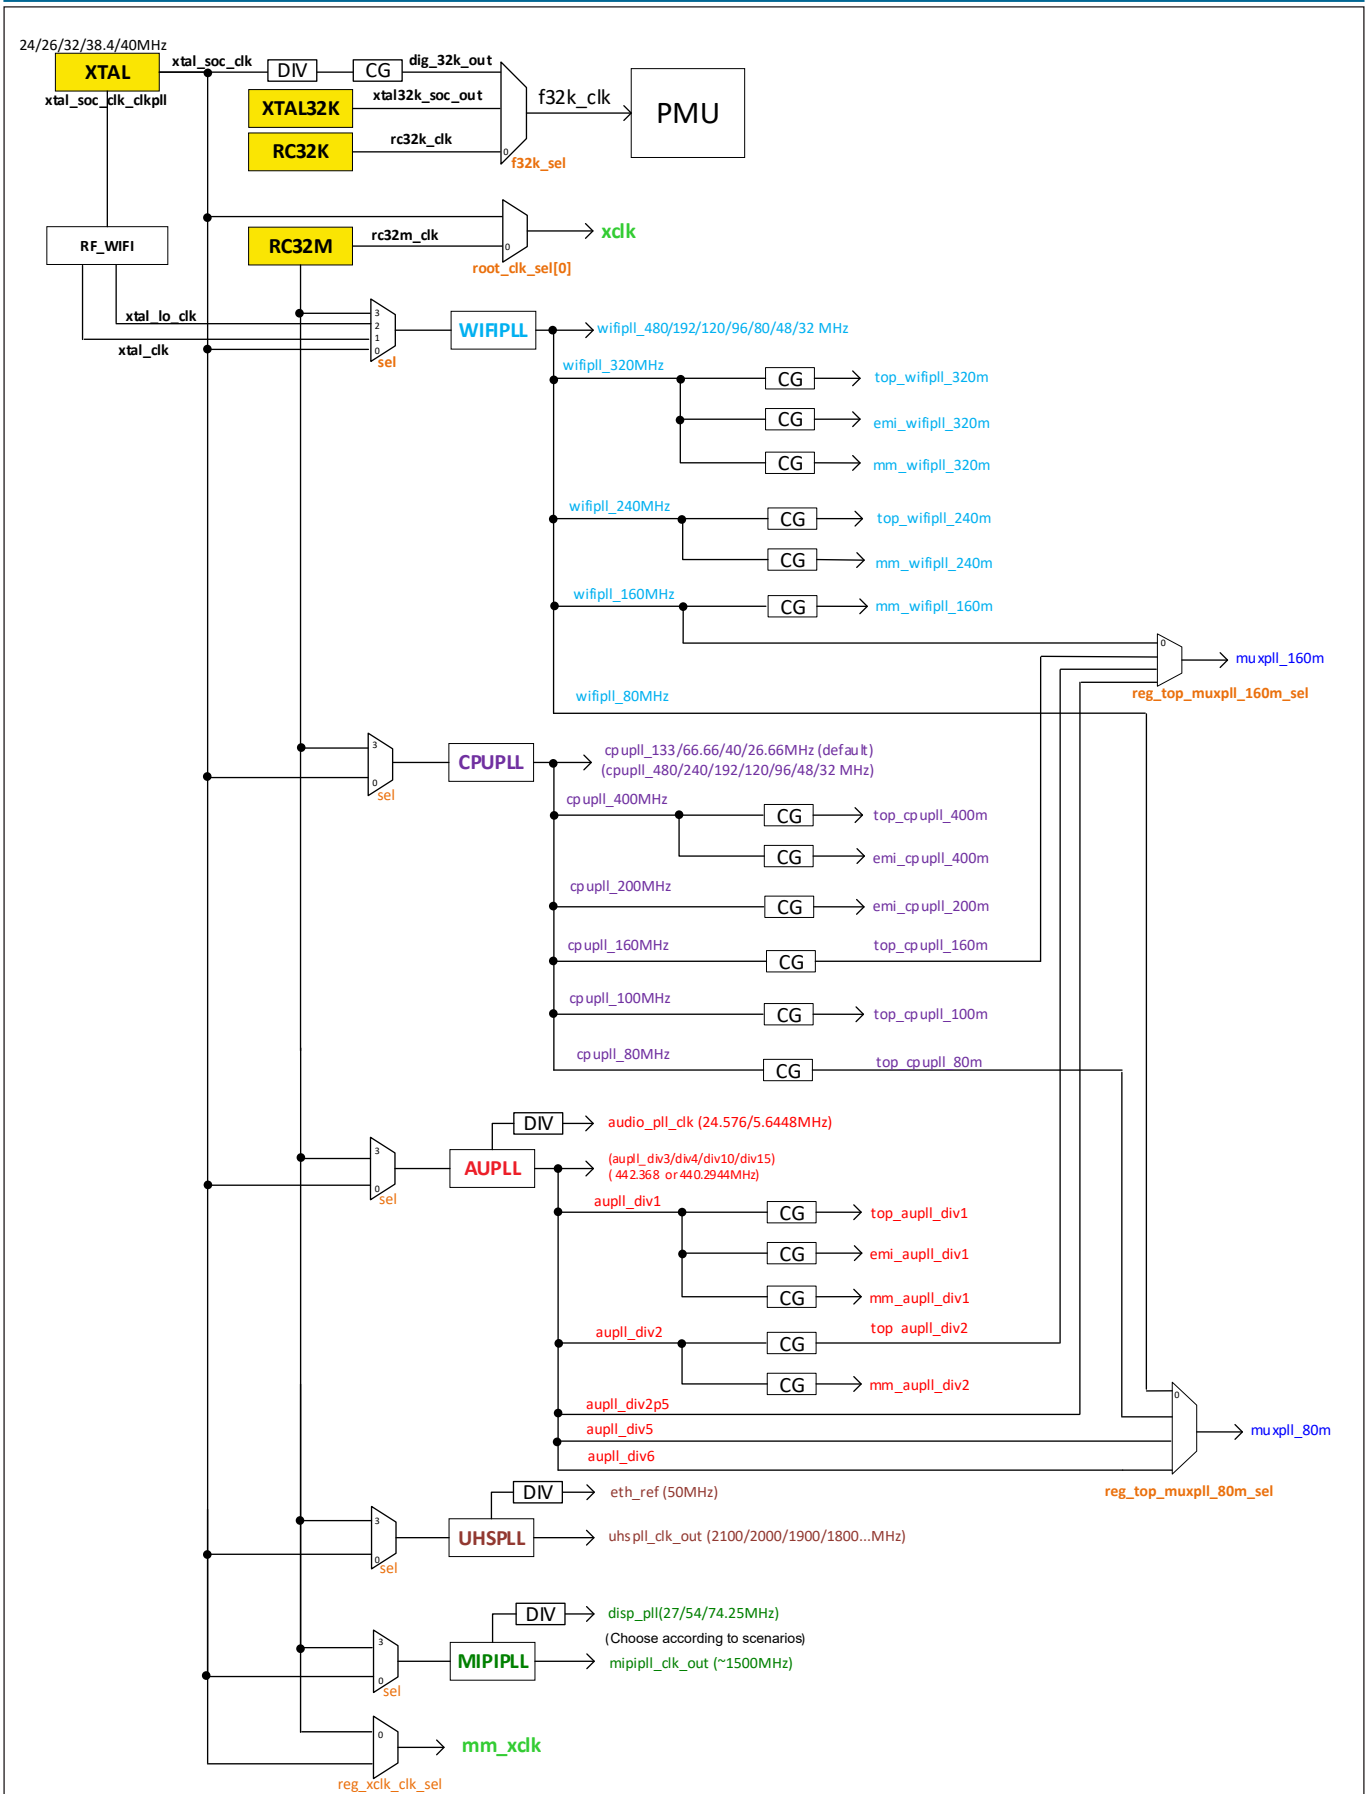 24/26/32/38.4/40MHz
XTAL
xtal_soc_clk
DIV
CG
dig_32k_out
xtal_soc_clk_clkpll
XTAL32K
xtal32k_soc_out
f32k_clk
PMU
RC32K
rc32k_clk
0
f32k_sel
RF_WIFI
RC32M
rc32m_clk
0
xclk
root_clk_sel[0]
xtal_lo_clk
xtal_clk
3
2
1
0
sel
WIFIPLL
wifipll_480/192/120/96/80/48/32 MHz
wifipll_320MHz
CG
top_wifipll_320m
CG
emi_wifipll_320m
CG
mm_wifipll_320m
wifipll_240MHz
CG
top_wifipll_240m
CG
mm_wifipll_240m
wifipll_160MHz
CG
mm_wifipll_160m
0
muxpll_160m
reg_top_muxpll_160m_sel
wifipll_80MHz
3
0
sel
CPUPLL
cpupll_133/66.66/40/26.66MHz (default)
(cpupll_480/240/192/120/96/48/32 MHz)
cpupll_400MHz
CG
top_cpupll_400m
CG
emi_cpupll_400m
cpupll_200MHz
CG
emi_cpupll_200m
cpupll_160MHz
CG
top_cpupll_160m
cpupll_100MHz
CG
top_cpupll_100m
cpupll_80MHz
CG
top_cpupll_80m
DIV
audio_pll_clk (24.576/5.6448MHz)
3
0
sel
AUPLL
(aupll_div3/div4/div10/div15)
( 442.368 or 440.2944MHz)
aupll_div1
CG
top_aupll_div1
CG
emi_aupll_div1
CG
mm_aupll_div1
aupll_div2
CG
top_aupll_div2
CG
mm_aupll_div2
aupll_div2p5
aupll_div5
aupll_div6
0
muxpll_80m
reg_top_muxpll_80m_sel
DIV
eth_ref (50MHz)
3
0
sel
UHSPLL
uhspll_clk_out (2100/2000/1900/1800...MHz)
DIV
disp_pll(27/54/74.25MHz)
(Choose according to scenarios)
3
0
sel
MIPIPLL
mipipll_clk_out (~1500MHz)
0
mm_xclk
reg_xclk_clk_sel